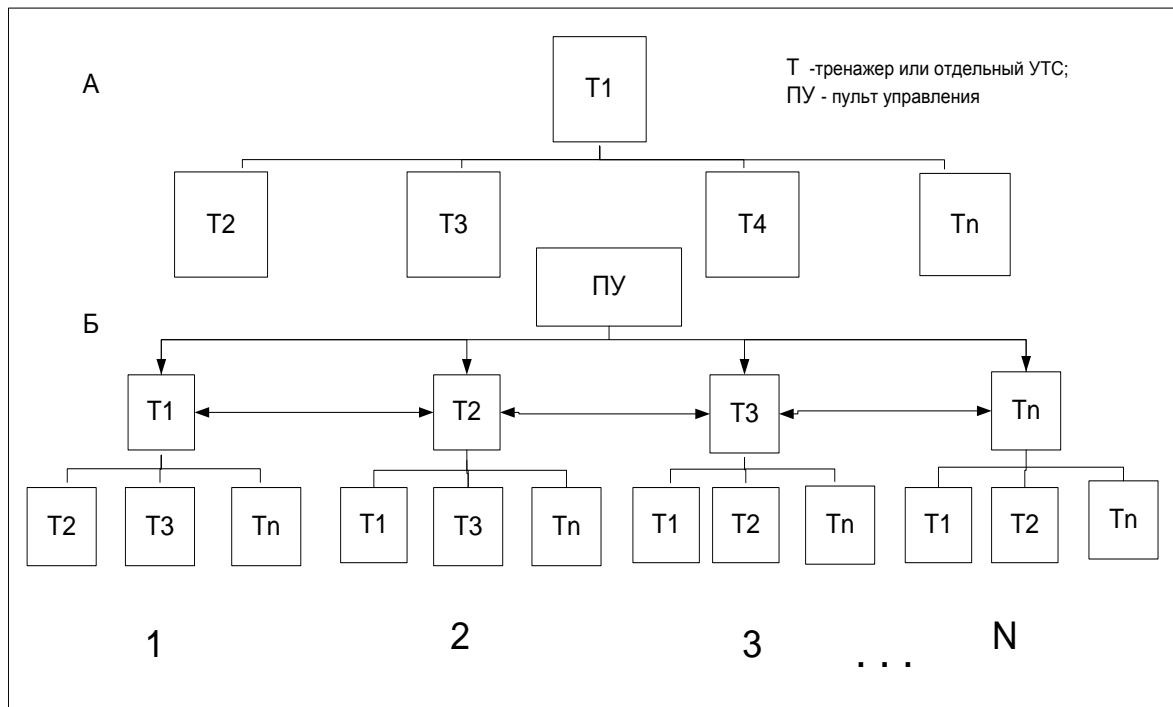 А
Т1
Т -тренажер или отдельный УТС;
ПУ - пульт управления
Т2 Т3 Т4 Тn
ПУ
Б
Т1 Т2 Т3 Тn
Т2 Т3 Тn Т1 Т3 Тn Т1 Т2 Тn Т1 Т2 Тn
1 2 3 . . . N